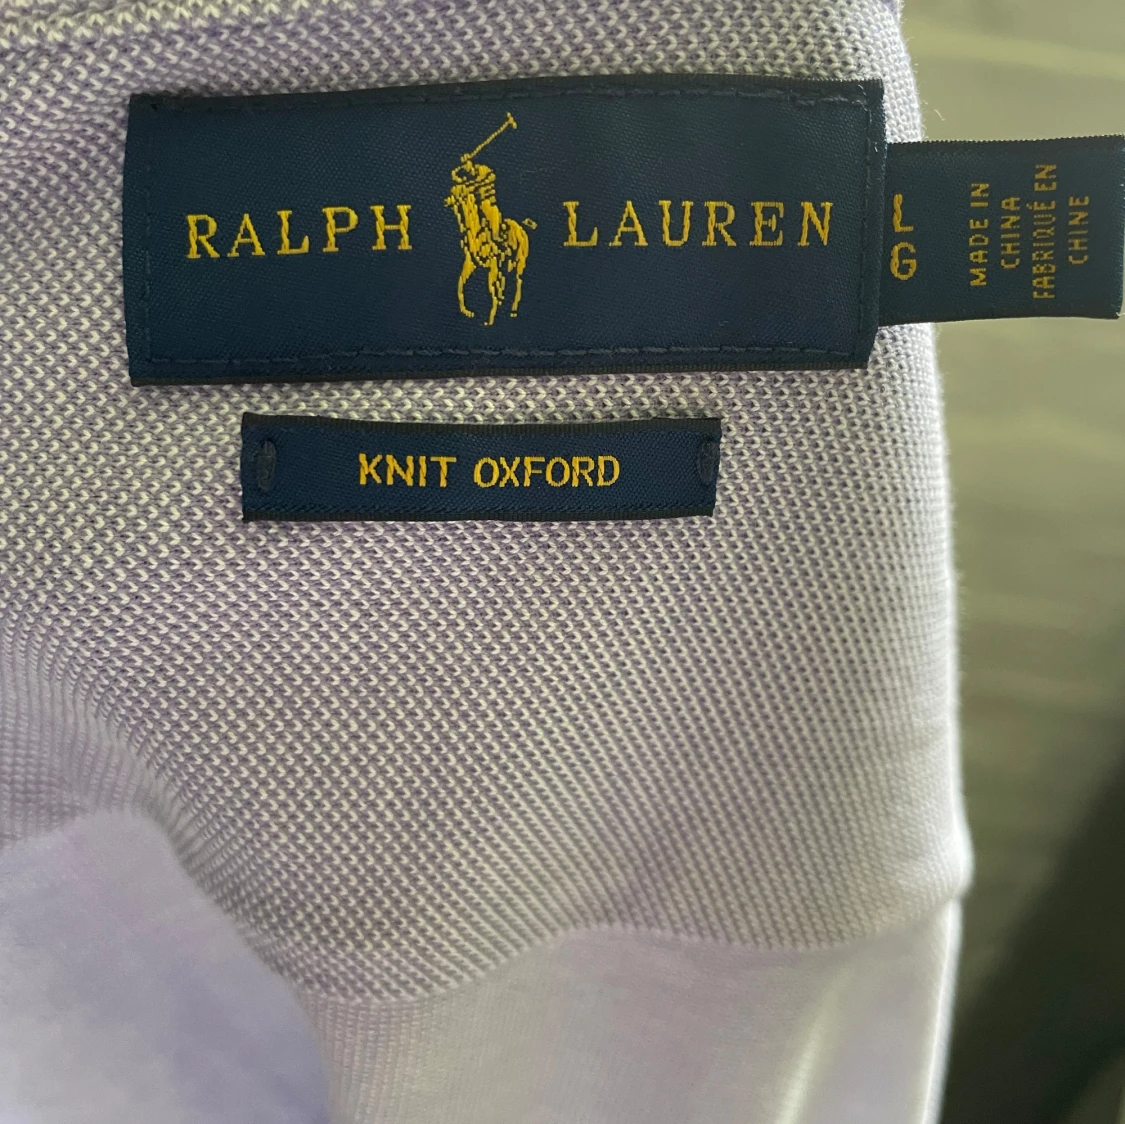 RALPH LAUREN
L
G
MADE IN
CHINA
FABRIQUÉ EN
CHINE
KNIT OXFORD